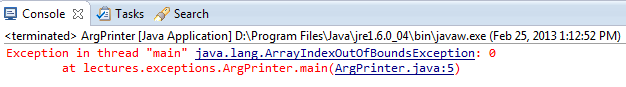 Console Tasks Search
<terminated> ArgPrinter [Java Application] D:\Program Files\Java\jre1.6.0_04\bin\javaw.exe (Feb 25, 2013 1:12:52 PM)
Exception in thread "main" java.lang.ArrayIndexOutOfBoundsException: 0
at lectures.exceptions.ArgPrinter.main(ArgPrinter.java:5)